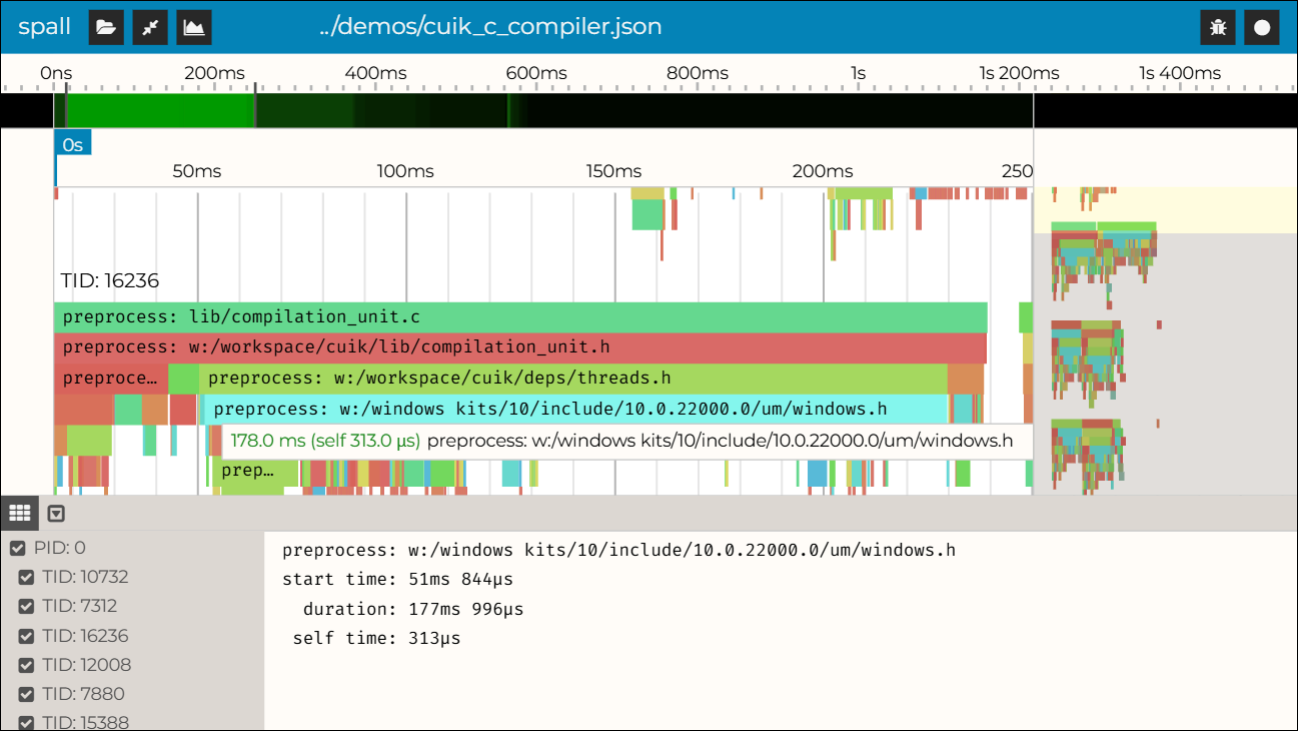 spall ../demos/cuik_c_compiler.json
0ns 200ms 400ms 600ms 800ms 1s 1s 200ms 1s 400ms
0s
50ms 100ms 150ms 200ms 250
TID: 16236
preprocess: lib/compilation_unit.c
preprocess: w:/workspace/cuik/lib/compilation_unit.h
preproce… preprocess: w:/workspace/cuik/deps/threads.h
preprocess: w:/windows kits/10/include/10.0.22000.0/um/windows.h
178.0 ms (self 313.0 µs) preprocess: w:/windows kits/10/include/10.0.22000.0/um/windows.h
prep…
PID: 0
TID: 10732
TID: 7312
TID: 16236
TID: 12008
TID: 7880
TID: 15388
preprocess: w:/windows kits/10/include/10.0.22000.0/um/windows.h
start time: 51ms 844µs
duration: 177ms 996µs
self time: 313µs